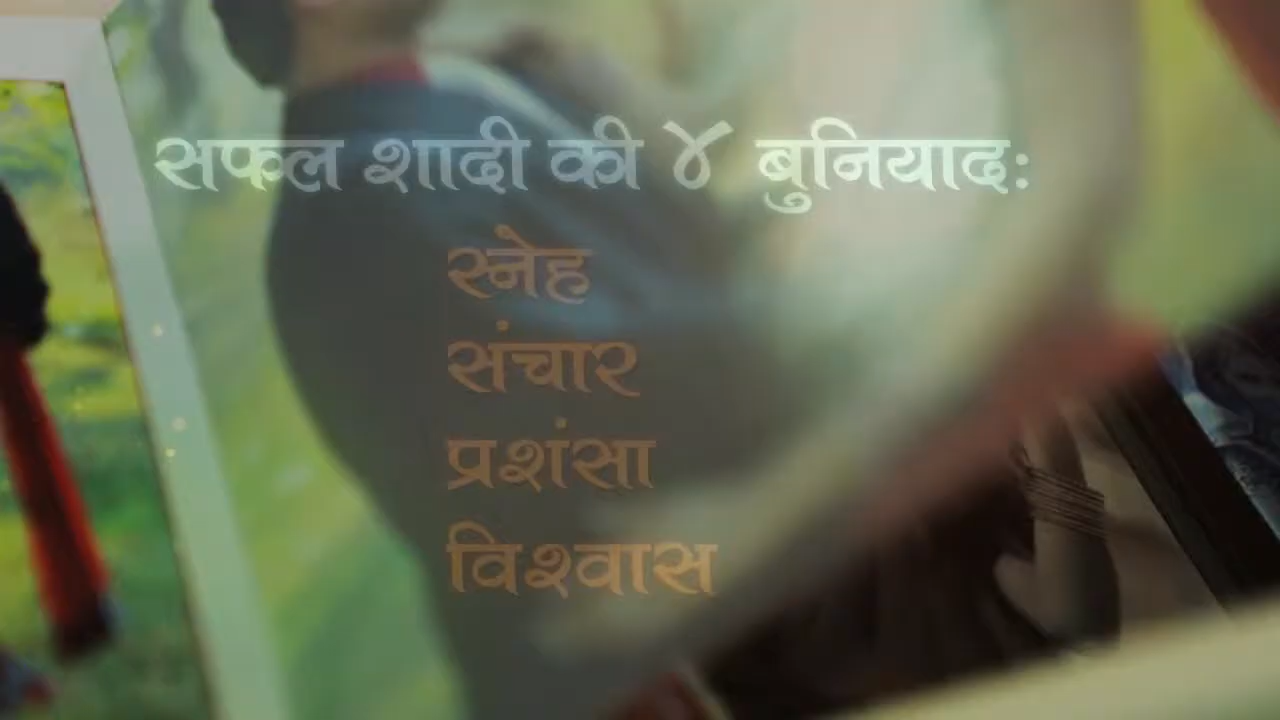 सफल शादी की ४ बुनियाद:
स्नेह
संचार
प्रशंसा
विश्वास